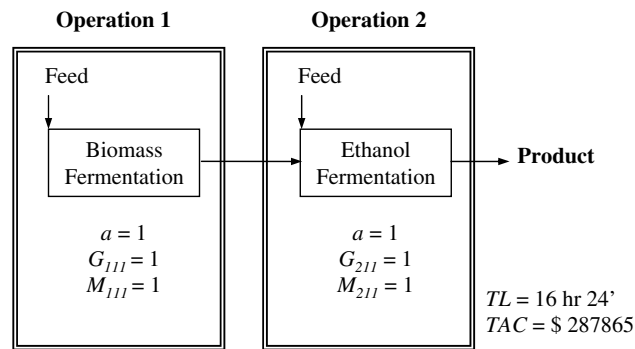 Operation 1
Feed
Biomass
Fermentation
a = 1
G111 = 1
M111 = 1
Operation 2
Feed
Ethanol
Fermentation
a = 1
G211 = 1
M211 = 1
Product
TL = 16 hr 24’
TAC = $ 287865